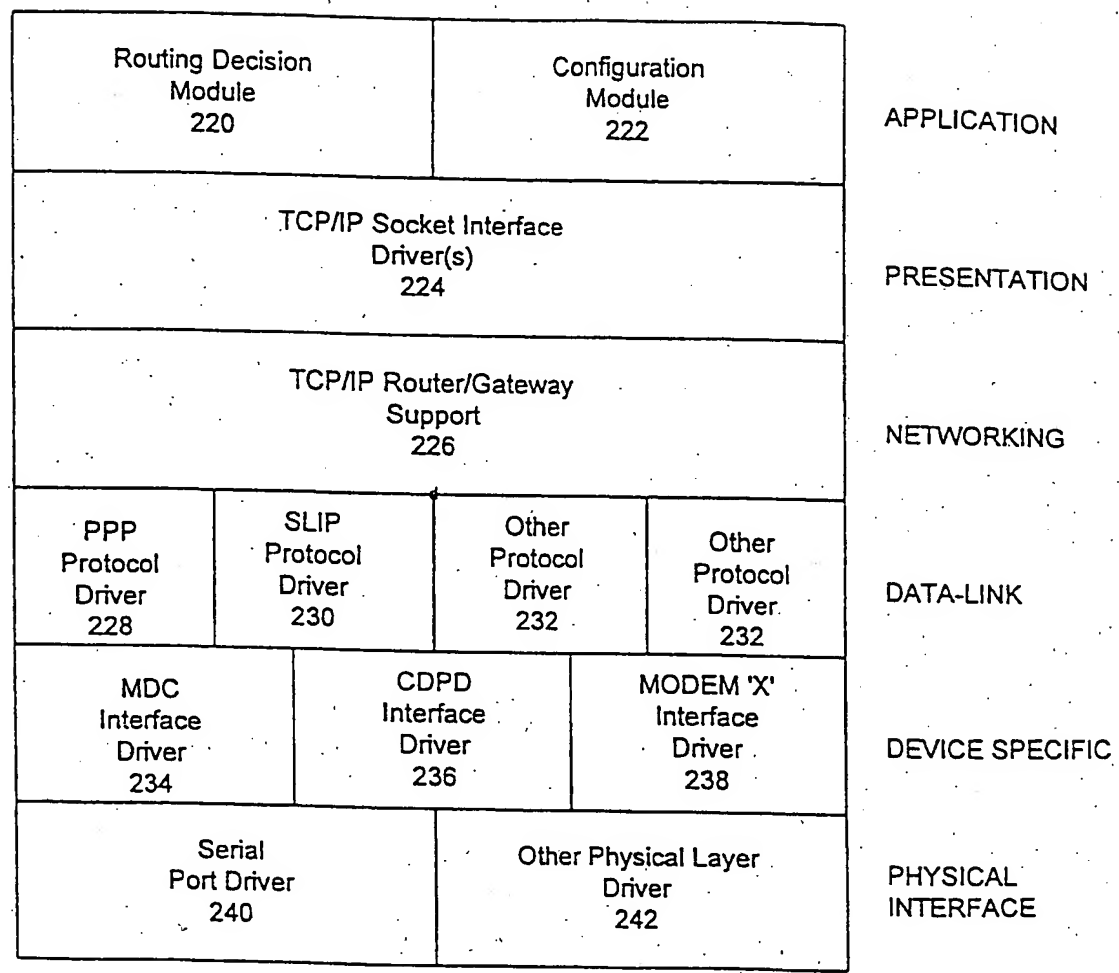 Routing Decision
Module
220
Configuration
Module
222
APPLICATION
TCP/IP Socket Interface
Driver(s)
224
PRESENTATION
TCP/IP Router/Gateway
Support
226
NETWORKING
PPP
Protocol
Driver
228
SLIP
Protocol
Driver
230
Other
Protocol
Driver
232
Other
Protocol
Driver
232
DATA-LINK
MDC
Interface
Driver
234
CDPD
Interface
Driver
236
MODEM 'X'
Interface
Driver
238
DEVICE SPECIFIC
Serial
Port Driver
240
Other Physical Layer
Driver
242
PHYSICAL
INTERFACE